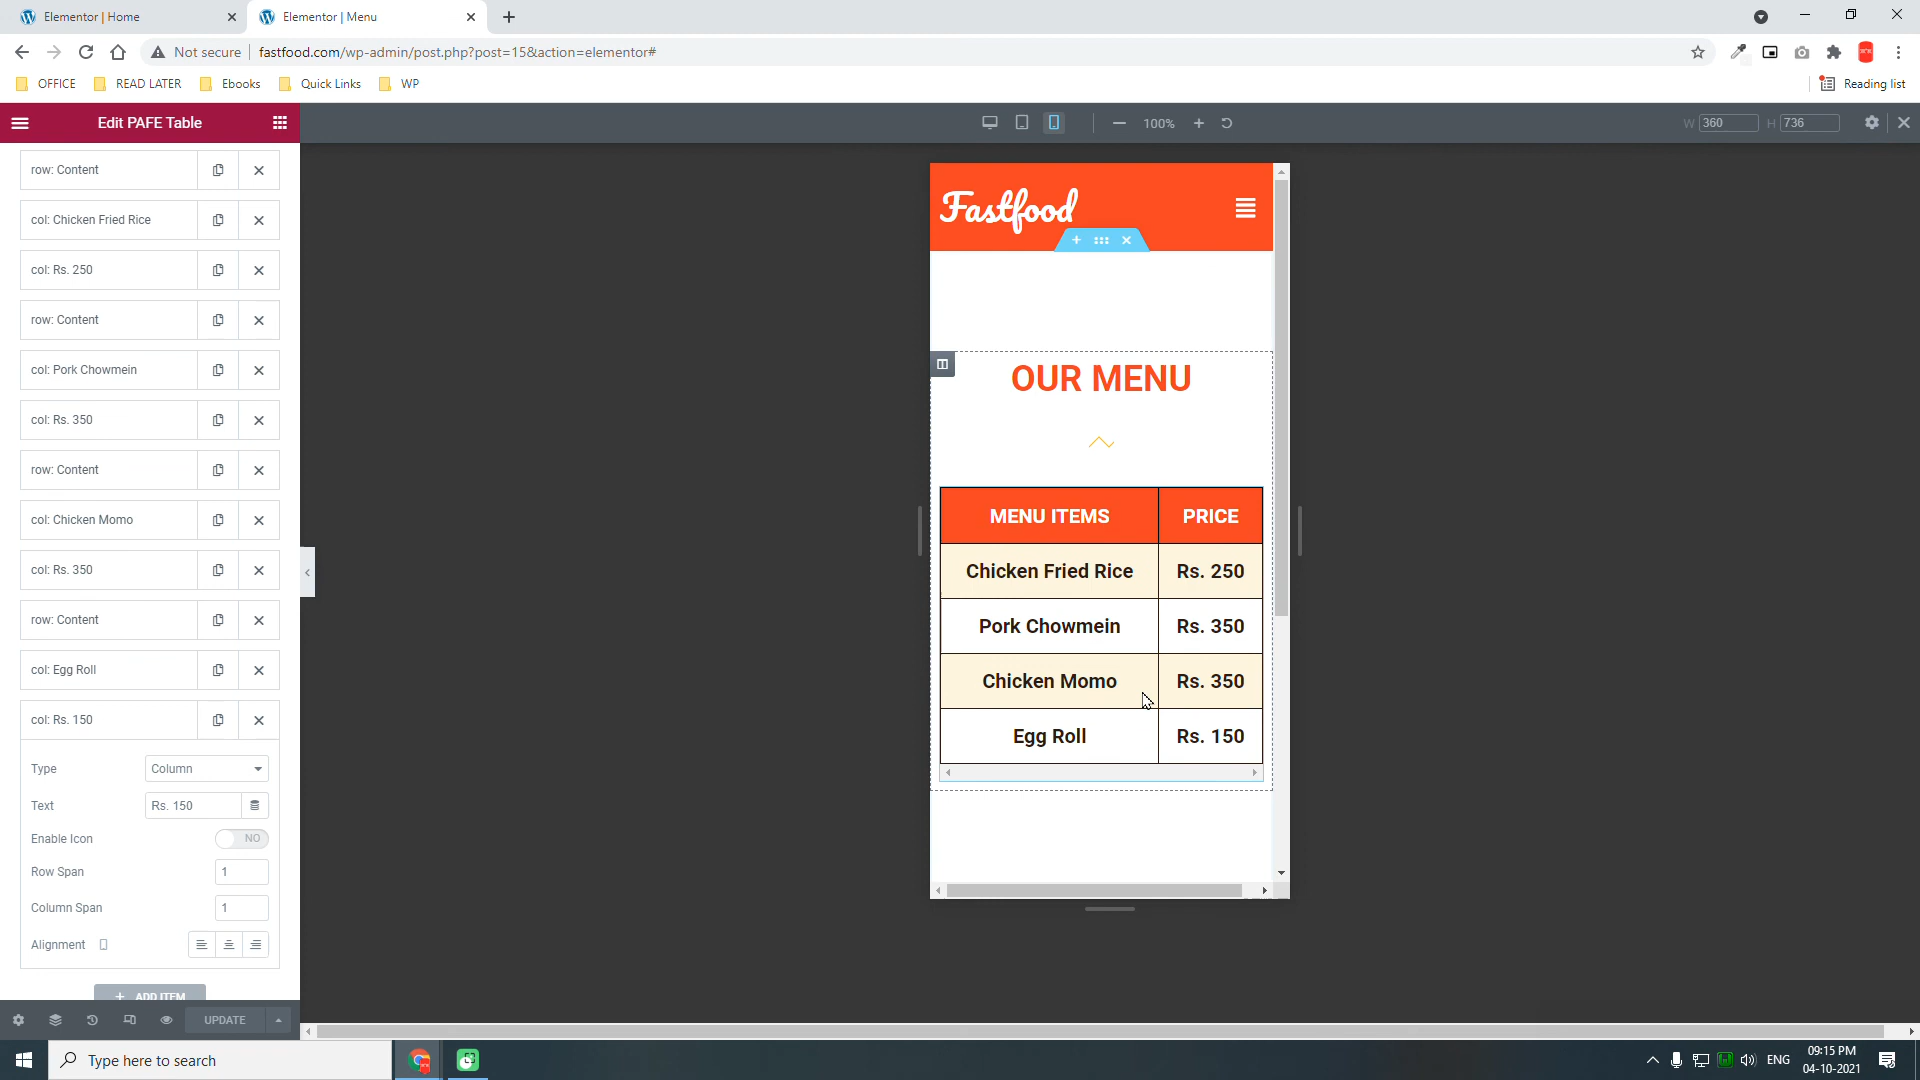 Elementor | Home
Elementor | Menu
Not secure
fastfood.com/wp-admin/post.php?post=15&action=elementor#
OFFICE
READ LATER
Ebooks
Quick Links
WP
Reading list
Edit PAFE Table
100%
W 360
H 736
row: Content
col: Chicken Fried Rice
col: Rs. 250
row: Content
col: Pork Chowmein
col: Rs. 350
row: Content
col: Chicken Momo
col: Rs. 350
row: Content
col: Egg Roll
col: Rs. 150
Type
Column
Text
Rs. 150
Enable Icon
NO
Row Span
1
Column Span
1
Alignment
ADD ITEM
UPDATE
Fastfood
OUR MENU
MENU ITEMS PRICE
Chicken Fried Rice Rs. 250
Pork Chowmein Rs. 350
Chicken Momo Rs. 350
Egg Roll Rs. 150
Type here to search
ENG
09:15 PM
04-10-2021